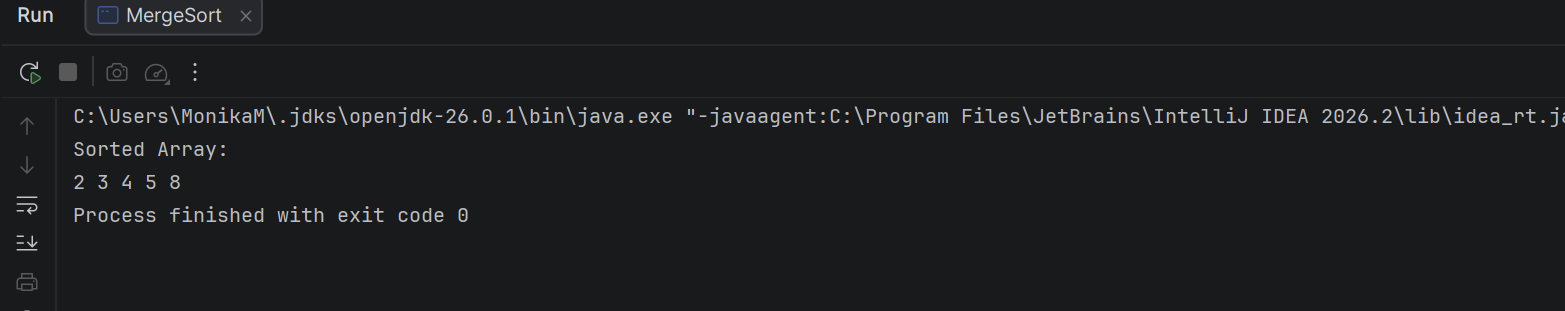 Run MergeSort
C:\Users\MonikaM\.jdks\openjdk-26.0.1\bin\java.exe "-javaagent:C:\Program Files\JetBrains\IntelliJ IDEA 2026.2\lib\idea_rt.ja
Sorted Array:
2 3 4 5 8
Process finished with exit code 0